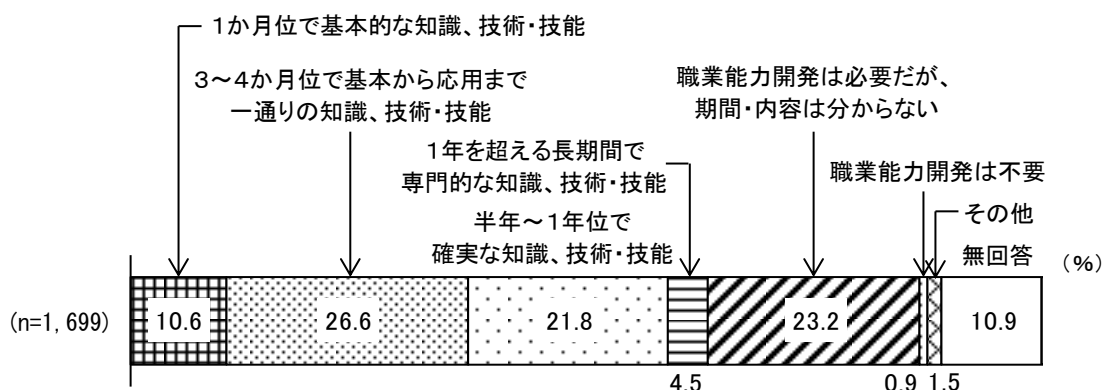 1か月位で基本的な知識、技術・技能
3～4か月位で基本から応用まで
一通りの知識、技術・技能
職業能力開発は必要だが、
期間・内容は分からない
1年を超える長期間で
専門的な知識、技術・技能
職業能力開発は不要
半年～1年位で
確実な知識、技術・技能
その他
無回答
(%)
(n=1,699)
10.6
26.6
21.8
23.2
10.9
4.5
0.9
1.5